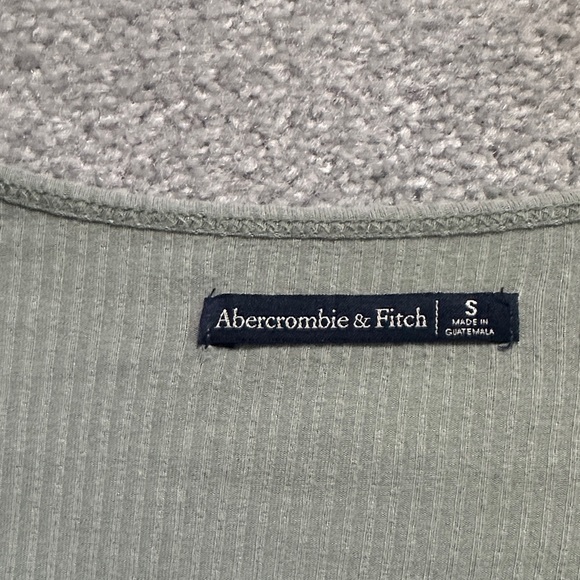 Abercrombie & Fitch
S
MADE IN
GUATEMALA